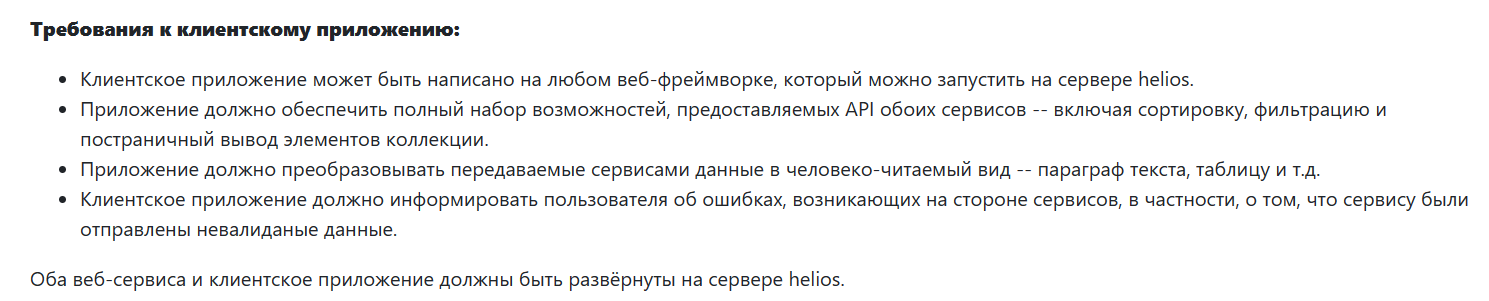 Требования к клиентскому приложению:
• Клиентское приложение может быть написано на любом веб-фреймворке, который можно запустить на сервере helios.
• Приложение должно обеспечить полный набор возможностей, предоставляемых API обоих сервисов -- включая сортировку, фильтрацию и
постраничный вывод элементов коллекции.
• Приложение должно преобразовывать передаваемые сервисами данные в человеко-читаемый вид -- параграф текста, таблицу и т.д.
• Клиентское приложение должно информировать пользователя об ошибках, возникающих на стороне сервисов, в частности, о том, что сервису были
отправлены невалиданые данные.
Оба веб-сервиса и клиентское приложение должны быть развёрнуты на сервере helios.